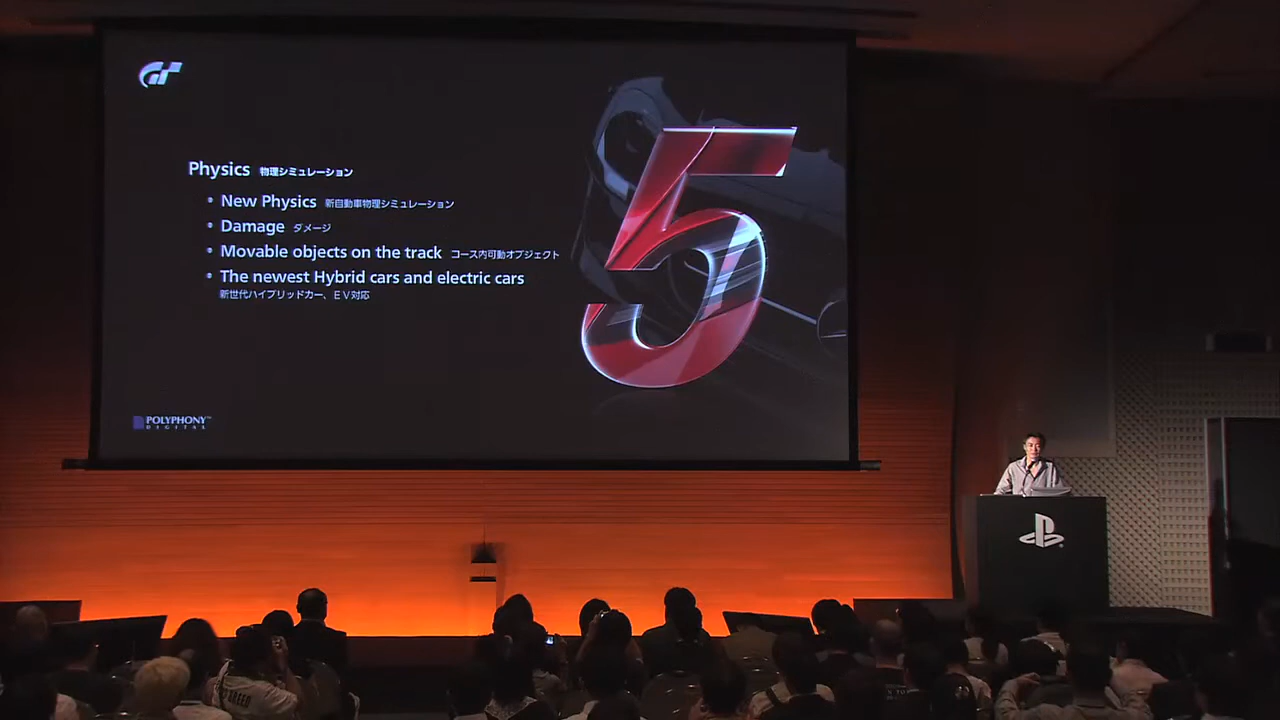 GT
Physics 物理シミュレーション
• New Physics 新自動車物理シミュレーション
• Damage ダメージ
• Movable objects on the track コース内可動オブジェクト
• The newest Hybrid cars and electric cars
新世代ハイブリッドカー、ＥＶ対応
5
POLYPHONY™
DIGITAL